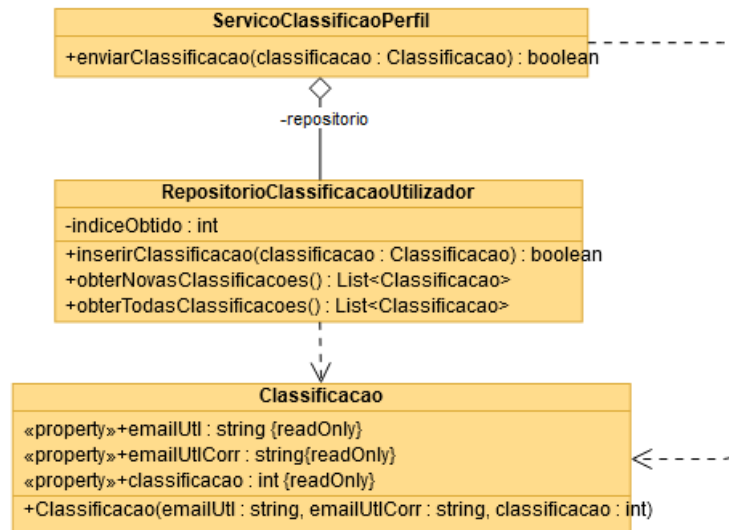 ServicoClassificaoPerfil
+enviarClassificacao(classificacao : Classificacao) : boolean
-repositorio
RepositorioClassificacaoUtilizador
-indiceObtido : int
+inserirClassificacao(classificacao : Classificacao) : boolean
+obterNovasClassificacoes() : List<Classificacao>
+obterTodasClassificacoes() : List<Classificacao>
Classificacao
«property»+emailUtl : string {readOnly}
«property»+emailUtlCorr : string{readOnly}
«property»+classificacao : int {readOnly}
+Classificacao(emailUtl : string, emailUtlCorr : string, classificacao : int)